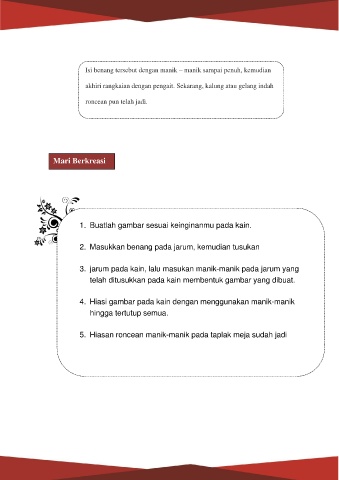 Isi benang tersebut dengan manik – manik sampai penuh, kemudian
akhiri rangkaian dengan pengait. Sekarang, kalung atau gelang indah
roncean pun telah jadi.
Mari Berkreasi
1. Buatlah gambar sesuai keinginanmu pada kain.
2. Masukkan benang pada jarum, kemudian tusukan
3. jarum pada kain, lalu masukan manik-manik pada jarum yang
telah ditusukkan pada kain membentuk gambar yang dibuat.
4. Hiasi gambar pada kain dengan menggunakan manik-manik
hingga tertutup semua.
5. Hiasan roncean manik-manik pada taplak meja sudah jadi